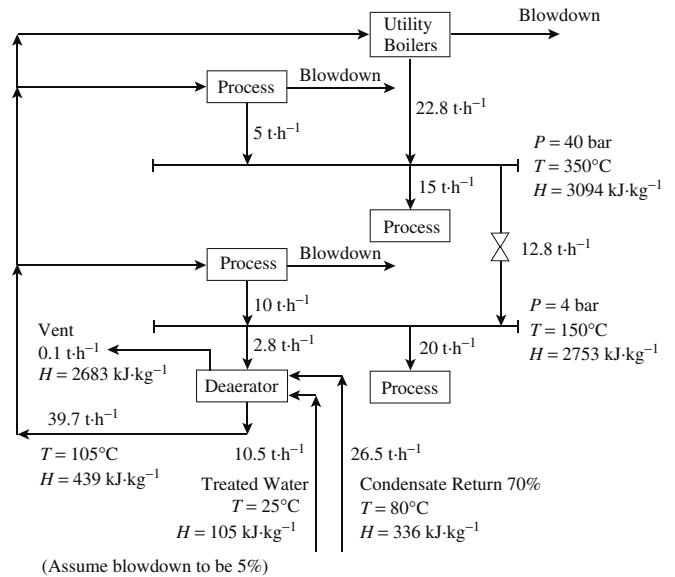 Blowdown
Utility
Boilers
Process
Blowdown
22.8 t·h⁻¹
5 t·h⁻¹
P = 40 bar
T = 350°C
H = 3094 kJ·kg⁻¹
15 t·h⁻¹
Process
12.8 t·h⁻¹
Process
Blowdown
10 t·h⁻¹
P = 4 bar
T = 150°C
H = 2753 kJ·kg⁻¹
Vent
0.1 t·h⁻¹
H = 2683 kJ·kg⁻¹
2.8 t·h⁻¹
20 t·h⁻¹
Deaerator
Process
39.7 t·h⁻¹
T = 105°C
H = 439 kJ·kg⁻¹
10.5 t·h⁻¹
Treated Water
T = 25°C
H = 105 kJ·kg⁻¹
26.5 t·h⁻¹
Condensate Return 70%
T = 80°C
H = 336 kJ·kg⁻¹
(Assume blowdown to be 5%)